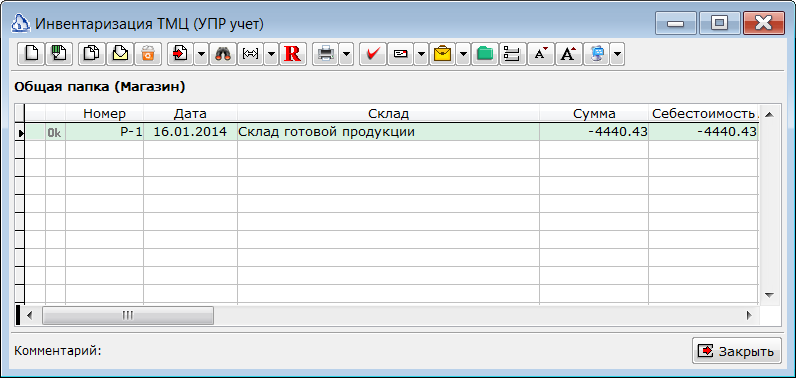 Инвентаризация ТМЦ (УПР учет)
R
Общая папка (Магазин)
Номер Дата Склад Сумма Себестоимость
Ok Р-1 16.01.2014 Склад готовой продукции -4440.43 -4440.43
Комментарий: Закрыть